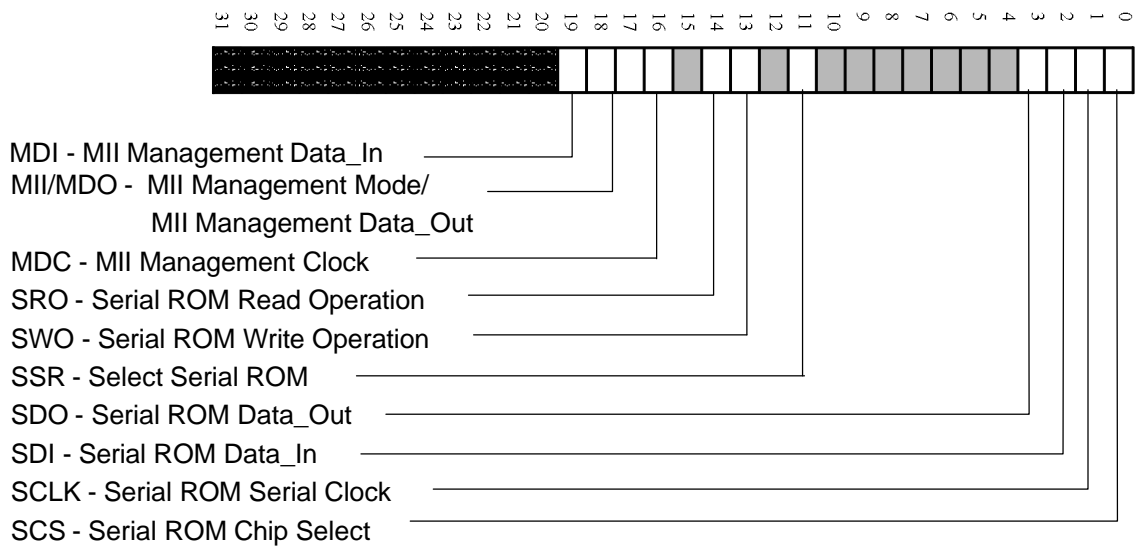 31 30 29 28 27 26 25 24 23 22 21 20 19 18 17 16 15 14 13 12 11 10 9 8 7 6 5 4 3 2 1 0
MDI - MII Management Data_In
MII/MDO - MII Management Mode/
MII Management Data_Out
MDC - MII Management Clock
SRO - Serial ROM Read Operation
SWO - Serial ROM Write Operation
SSR - Select Serial ROM
SDO - Serial ROM Data_Out
SDI - Serial ROM Data_In
SCLK - Serial ROM Serial Clock
SCS - Serial ROM Chip Select